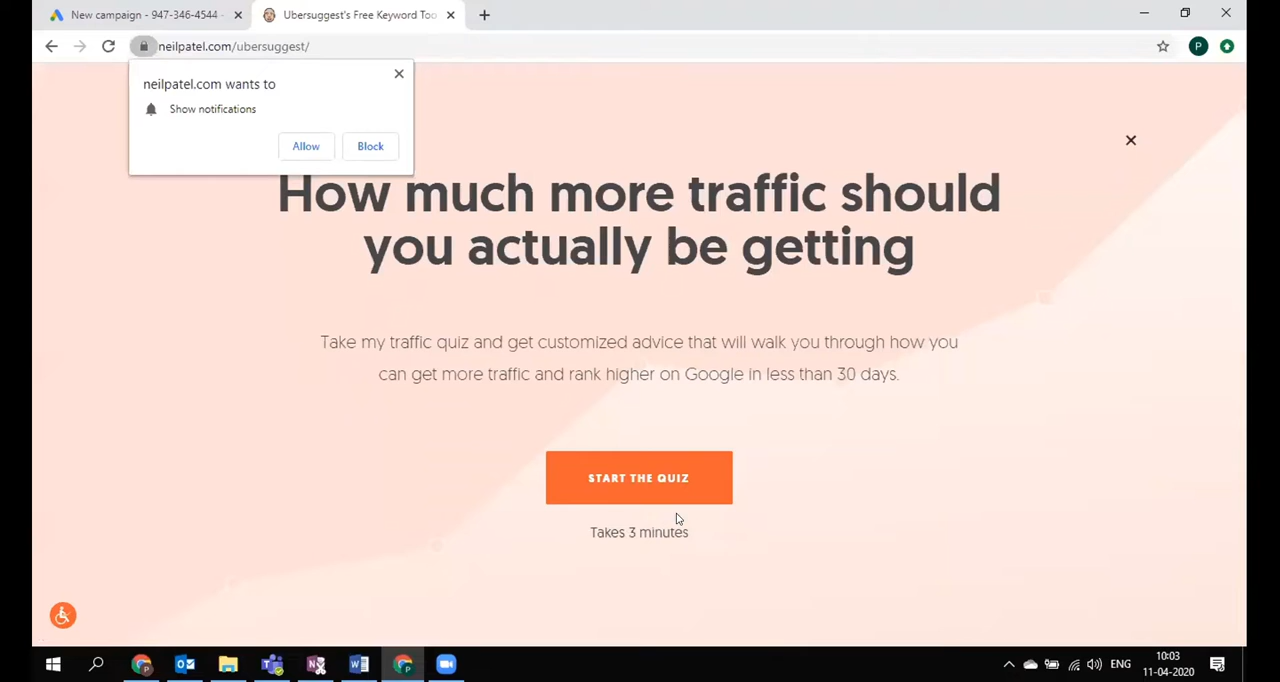 New campaign - 947-346-4544 -
Ubersuggest's Free Keyword Too
neilpatel.com/ubersuggest/
P
neilpatel.com wants to
Show notifications
Allow
Block
How much more traffic should
you actually be getting
Take my traffic quiz and get customized advice that will walk you through how you
can get more traffic and rank higher on Google in less than 30 days.
START THE QUIZ
Takes 3 minutes
ENG
10:03
11-04-2020